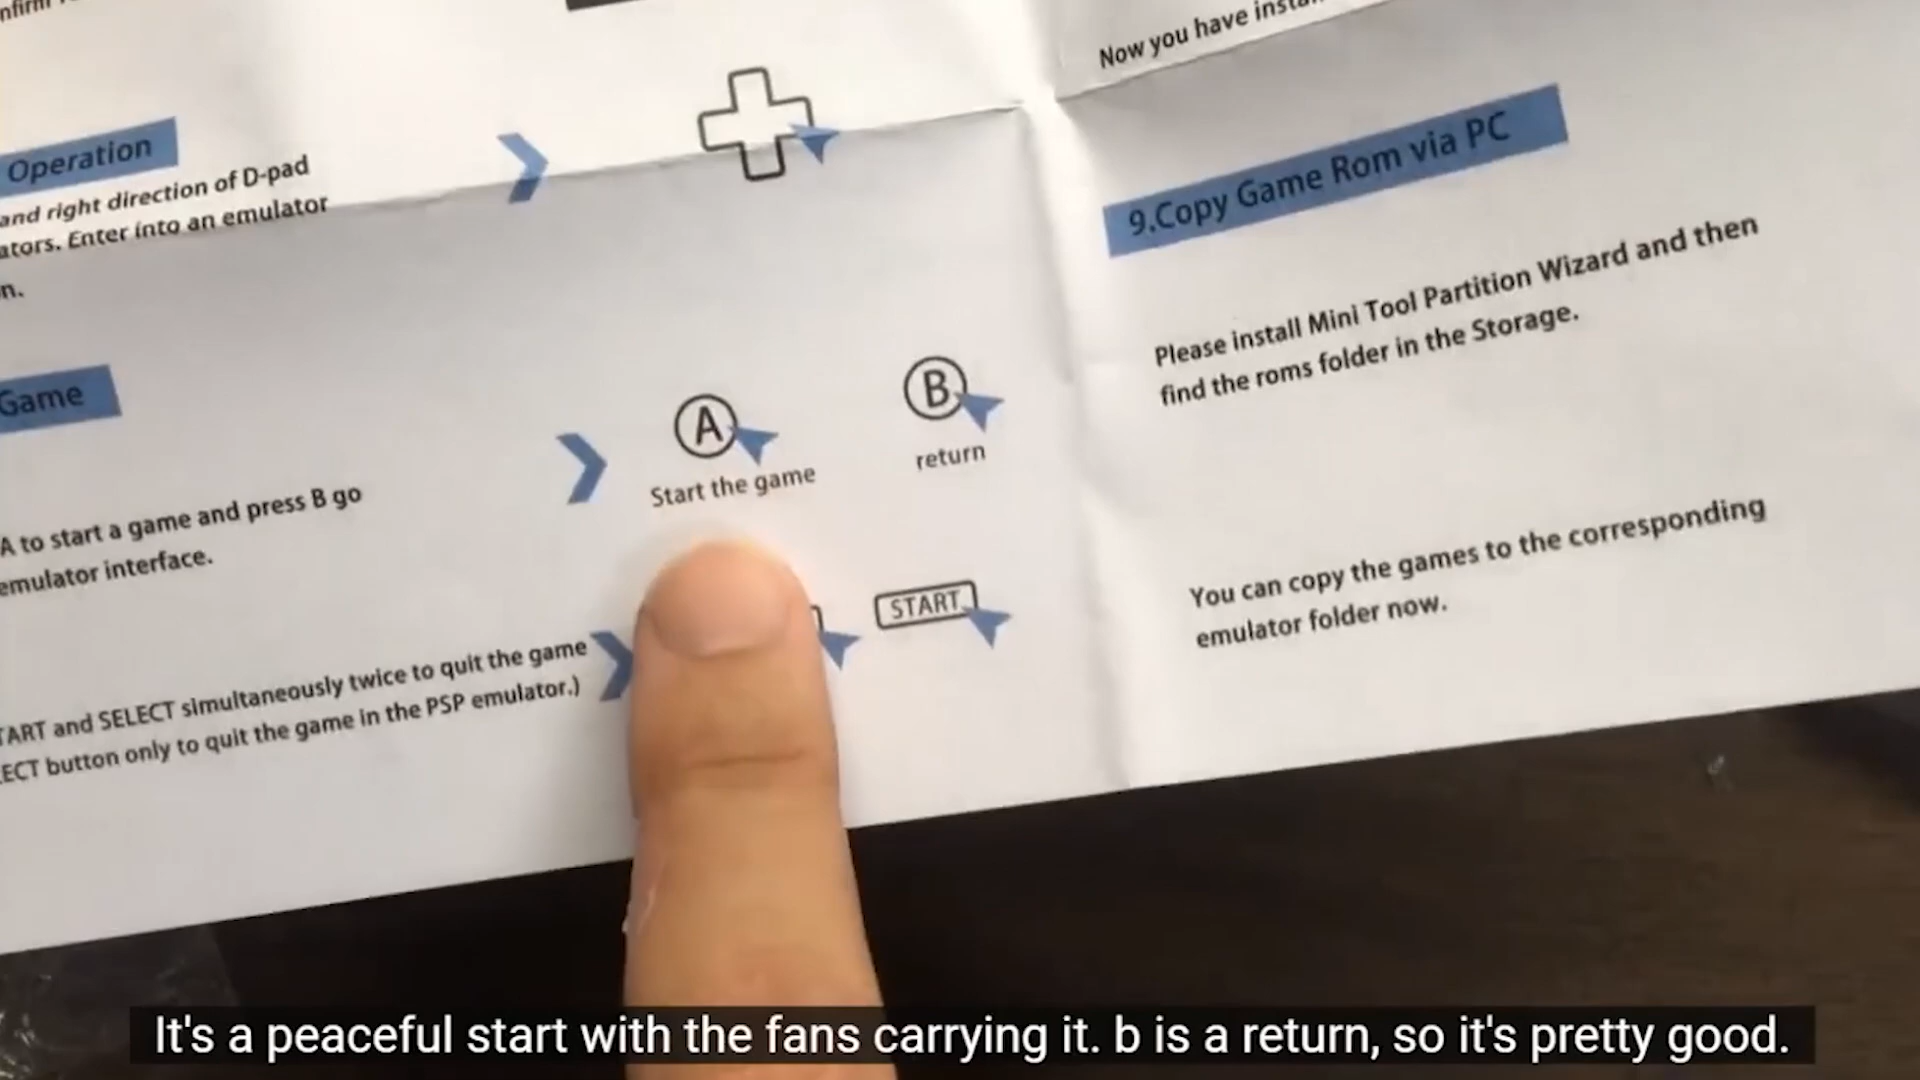 Operation
and right direction of D-pad
Enter into an emulator
Game
A to start a game and press B go
emulator interface.
A
Start the game
B
return
START
and SELECT simultaneously twice to quit the game
button only to quit the game in the PSP emulator.)
Now you have
9.Copy Game Rom via PC
Please install Mini Tool Partition Wizard and then
find the roms folder in the Storage.
You can copy the games to the corresponding
emulator folder now.
It's a peaceful start with the fans carrying it. b is a return, so it's pretty good.